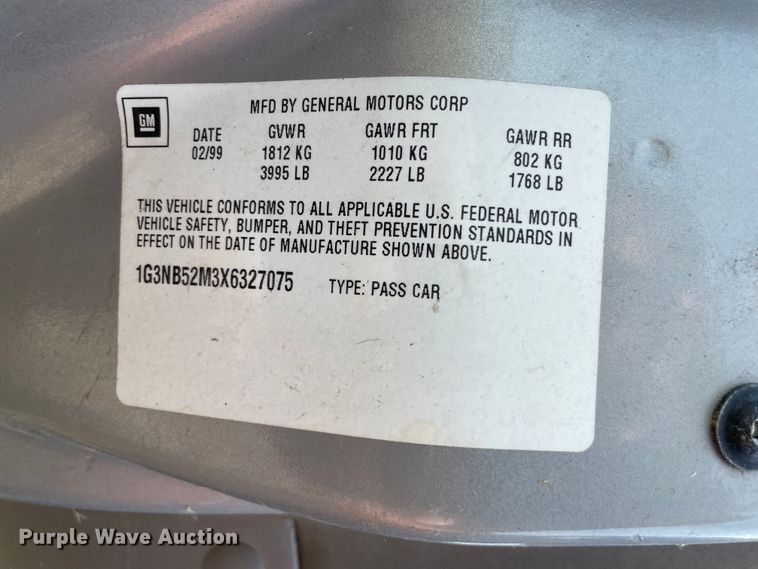 MFD BY GENERAL MOTORS CORP
GM
DATE GVWR GAWR FRT GAWR RR
02/99 1812 KG 1010 KG 802 KG
3995 LB 2227 LB 1768 LB
THIS VEHICLE CONFORMS TO ALL APPLICABLE U.S. FEDERAL MOTOR
VEHICLE SAFETY, BUMPER, AND THEFT PREVENTION STANDARDS IN
EFFECT ON THE DATE OF MANUFACTURE SHOWN ABOVE.
1G3NB52M3X6327075 TYPE: PASS CAR
Purple Wave Auction